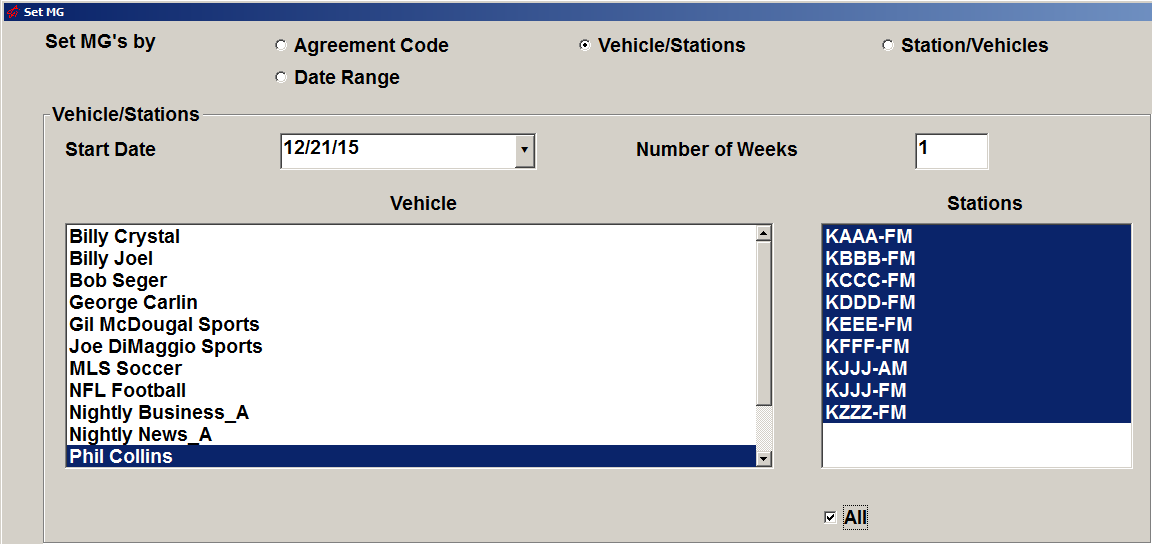 Set MG
Set MG's by
Agreement Code
Vehicle/Stations
Station/Vehicles
Date Range
Vehicle/Stations
Start Date
12/21/15
Number of Weeks
1
Vehicle
Stations
Billy Crystal
Billy Joel
Bob Seger
George Carlin
Gil McDougal Sports
Joe DiMaggio Sports
MLS Soccer
NFL Football
Nightly Business_A
Nightly News_A
Phil Collins
KAAA-FM
KBBB-FM
KCCC-FM
KDDD-FM
KEEE-FM
KFFF-FM
KJJJ-AM
KJJJ-FM
KZZZ-FM
All